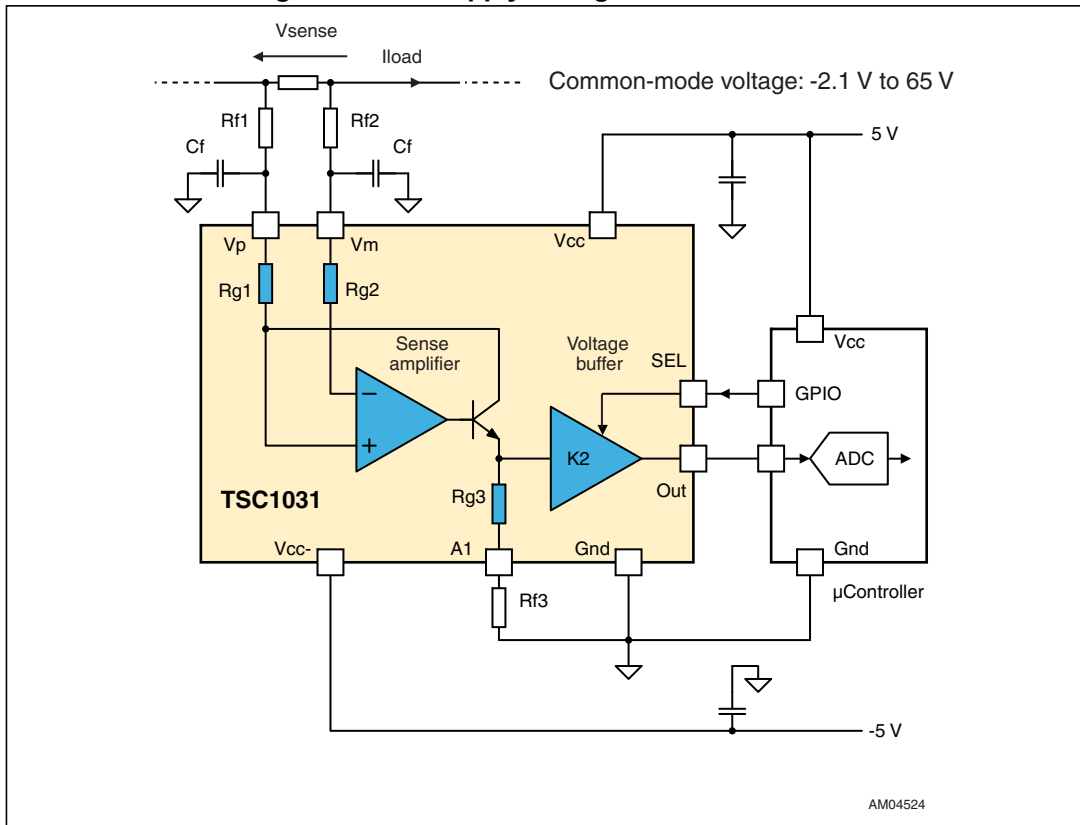 Vsense
Iload
Common-mode voltage: -2.1 V to 65 V
Rf1
Rf2
5 V
Cf
Cf
Vp
Vm
Vcc
Rg1
Rg2
Sense
amplifier
Voltage
buffer
SEL
Vcc
GPIO
−
+
K2
ADC
Out
TSC1031
Rg3
Vcc-
A1
Gnd
Gnd
µController
Rf3
-5 V
AM04524